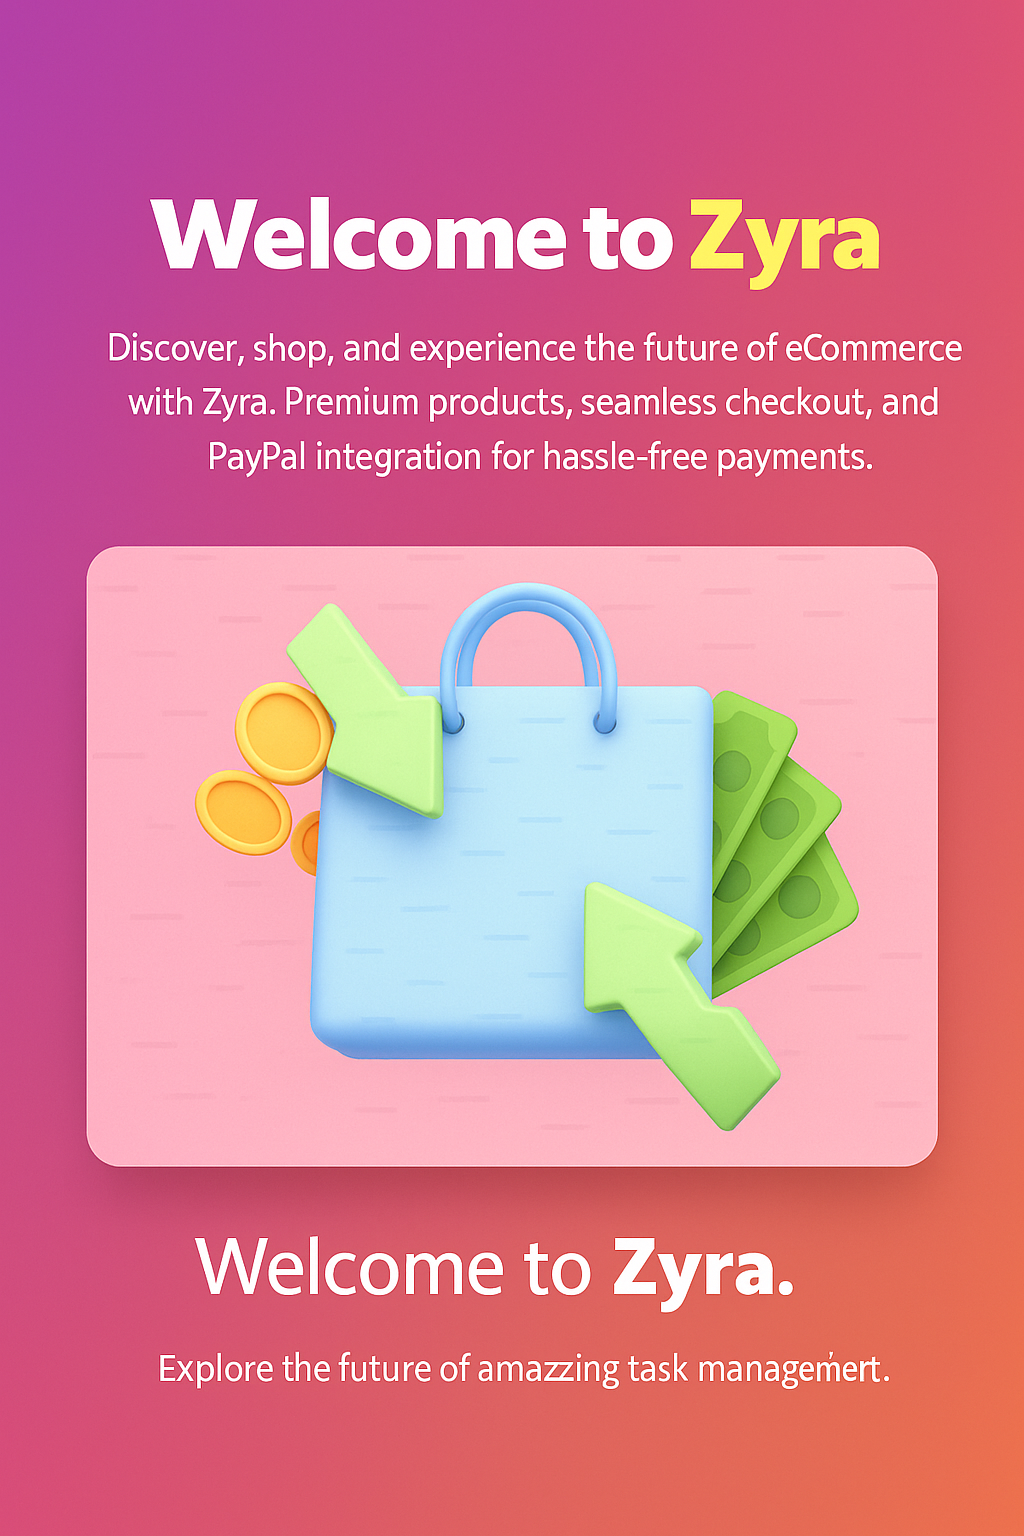 Welcome to Zyra
Discover, shop, and experience the future of eCommerce
with Zyra. Premium products, seamless checkout, and
PayPal integration for hassle-free payments.
Welcome to Zyra.
Explore the future of amazzing task managemert.